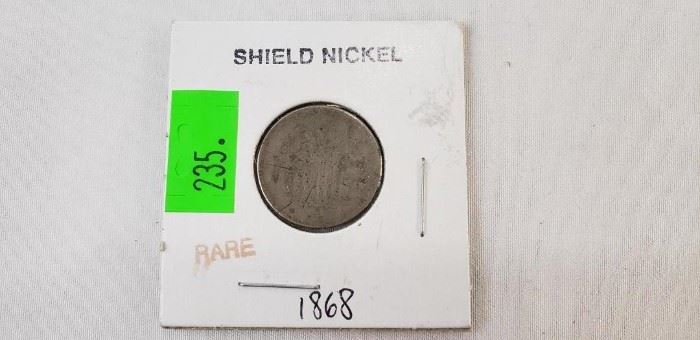 SHIELD NICKEL
235.
RARE
1868